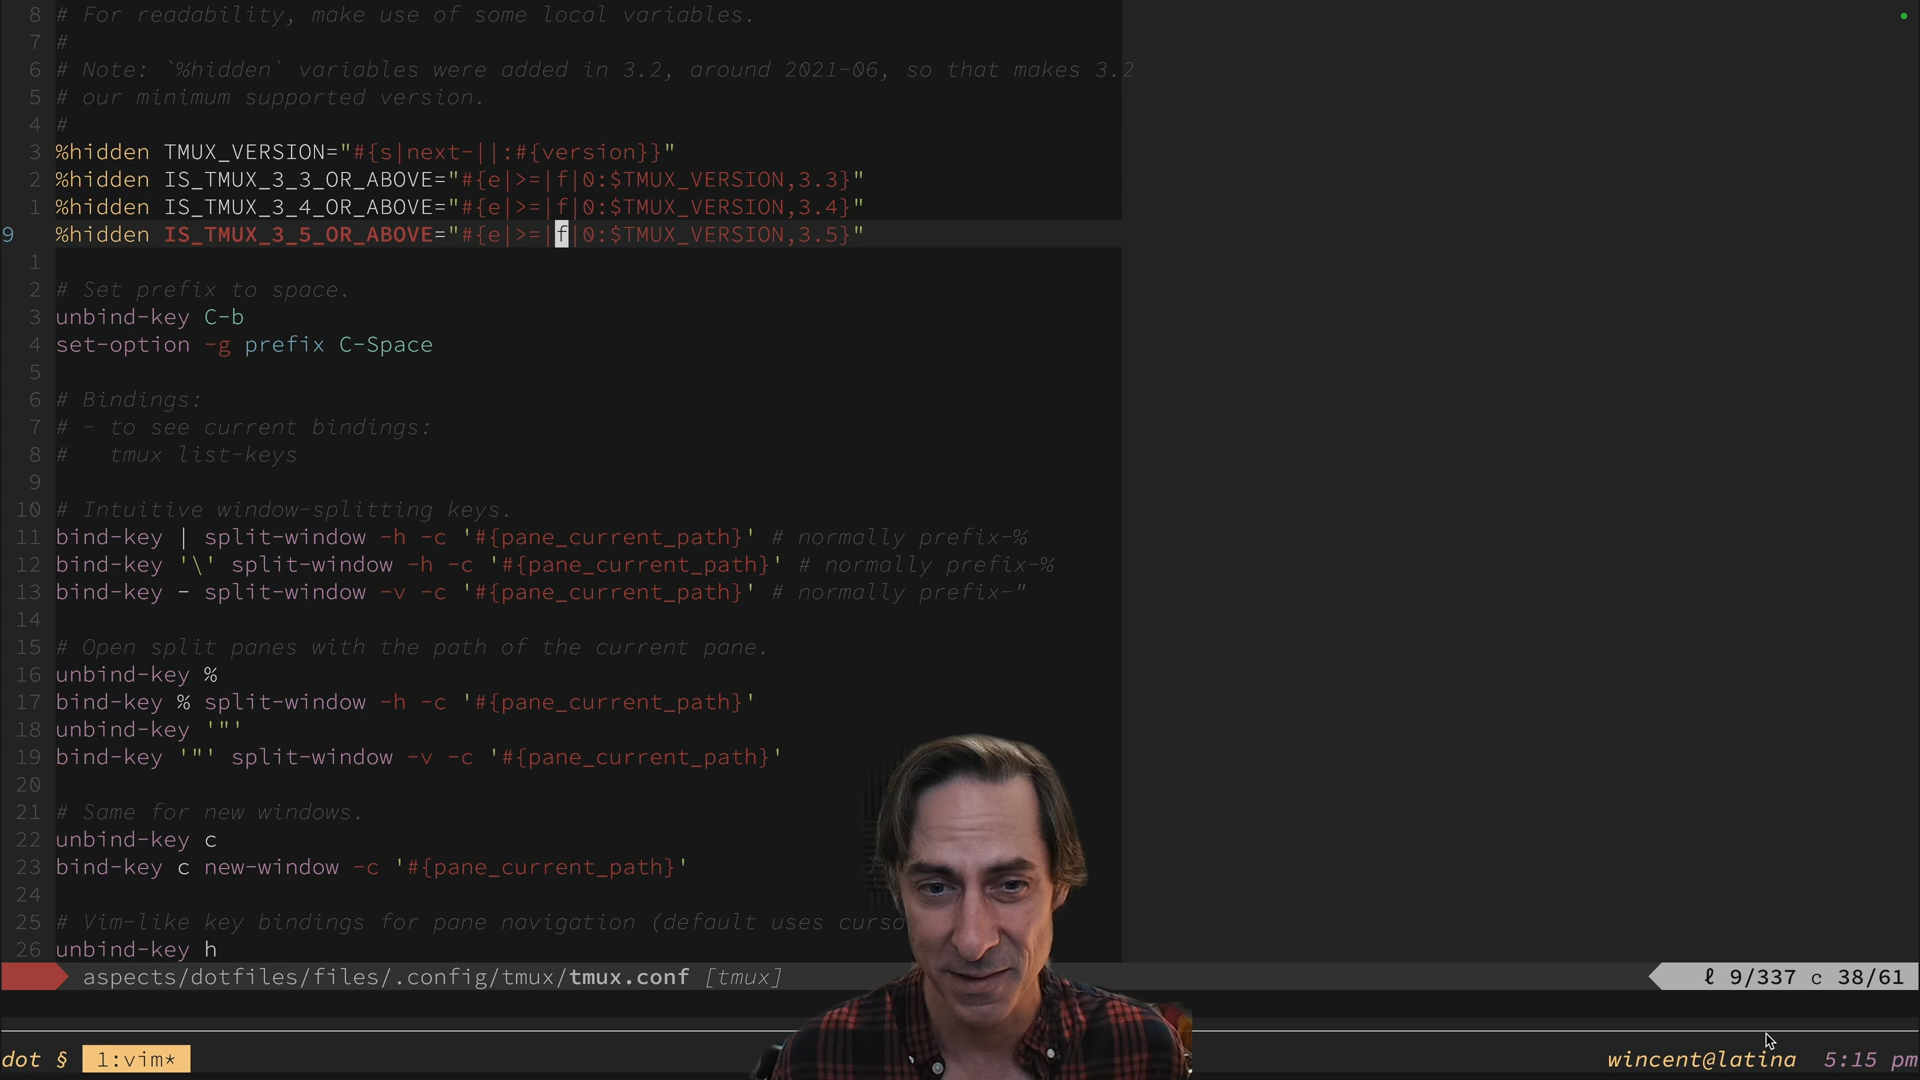 8 # For readability, make use of some local variables.
7 #
6 # Note: `%hidden` variables were added in 3.2, around 2021-06, so that makes 3.2
5 # our minimum supported version.
4 #
3 %hidden TMUX_VERSION="#{s|next-||:#{version}}"
2 %hidden IS_TMUX_3_3_OR_ABOVE="#{e|>=|f|0:$TMUX_VERSION,3.3}"
1 %hidden IS_TMUX_3_4_OR_ABOVE="#{e|>=|f|0:$TMUX_VERSION,3.4}"
9 %hidden IS_TMUX_3_5_OR_ABOVE="#{e|>=|f|0:$TMUX_VERSION,3.5}"
1
2 # Set prefix to space.
3 unbind-key C-b
4 set-option -g prefix C-Space
5
6 # Bindings:
7 # - to see current bindings:
8 #   tmux list-keys
9
10 # Intuitive window-splitting keys.
11 bind-key | split-window -h -c '#{pane_current_path}' # normally prefix-%
12 bind-key '\' split-window -h -c '#{pane_current_path}' # normally prefix-%
13 bind-key - split-window -v -c '#{pane_current_path}' # normally prefix-"
14
15 # Open split panes with the path of the current pane.
16 unbind-key %
17 bind-key % split-window -h -c '#{pane_current_path}'
18 unbind-key '"'
19 bind-key '"' split-window -v -c '#{pane_current_path}'
20
21 # Same for new windows.
22 unbind-key c
23 bind-key c new-window -c '#{pane_current_path}'
24
25 # Vim-like key bindings for pane navigation (default uses
26 unbind-key h
aspects/dotfiles/files/.config/tmux/tmux.conf [tmux] ℓ 9/337 c 38/61
dot § 1:vim* wincent@latina 5:15 pm